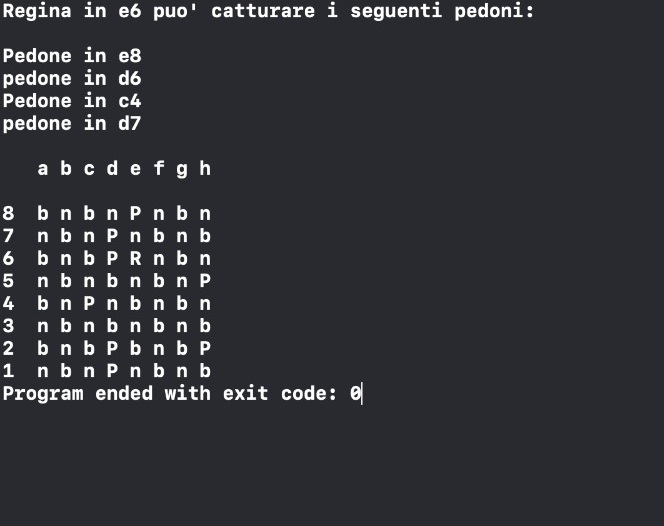 Regina in e6 puo' catturare i seguenti pedoni:
Pedone in e8
pedone in d6
Pedone in c4
pedone in d7
a b c d e f g h
8 b n b n P n b n
7 n b n P n b n b
6 b n b P R n b n
5 n b n b n b n P
4 b n P n b n b n
3 n b n b n b n b
2 b n b P b n b P
1 n b n P n b n b
Program ended with exit code: 0